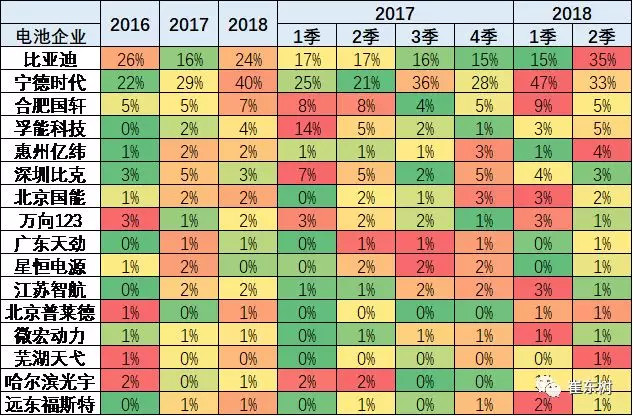 2017 2018
电池企业 2016 2017 2018 1季 2季 3季 4季 1季 2季
比亚迪 26% 16% 24% 17% 17% 16% 15% 15% 35%
宁德时代 22% 29% 40% 25% 21% 36% 28% 47% 33%
合肥国轩 5% 5% 7% 8% 8% 4% 5% 9% 5%
孚能科技 0% 2% 4% 14% 5% 2% 1% 3% 5%
惠州亿纬 1% 2% 2% 1% 1% 1% 3% 1% 4%
深圳比克 3% 5% 3% 7% 5% 2% 5% 4% 3%
北京国能 1% 2% 2% 0% 2% 1% 3% 3% 2%
万向123 3% 1% 2% 3% 2% 2% 1% 3% 1%
广东天劲 0% 1% 1% 0% 1% 1% 1% 0% 1%
星恒电源 1% 2% 0% 1% 2% 2% 2% 0% 1%
江苏智航 0% 2% 2% 1% 1% 2% 2% 3% 1%
北京普莱德 1% 0% 1% 0% 0% 0% 0% 1% 1%
微宏动力 1% 1% 1% 0% 0% 1% 1% 1% 1%
芜湖天弋 1% 0% 0% 0% 0% 0% 0% 0% 1%
哈尔滨光宇 2% 0% 1% 2% 2% 0% 0% 0% 1%
远东福斯特 0% 1% 1% 0% 1% 0% 1% 2% 1%
崔东树